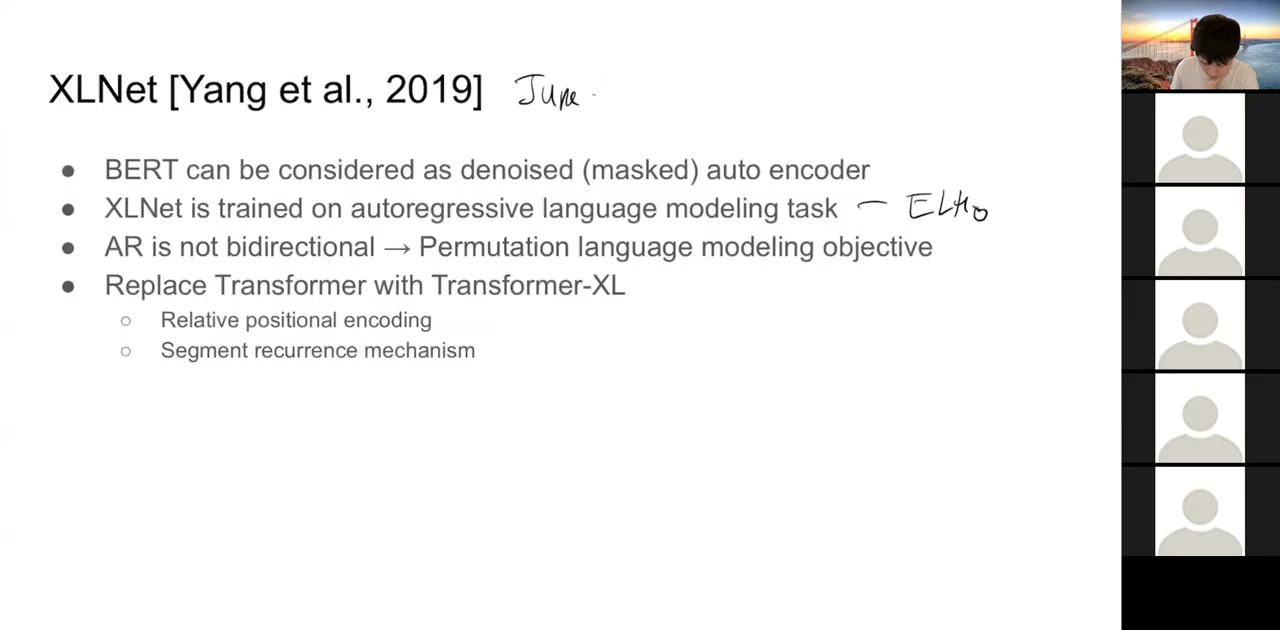 XLNet [Yang et al., 2019] June
● BERT can be considered as denoised (masked) auto encoder
● XLNet is trained on autoregressive language modeling task — ELMo
● AR is not bidirectional → Permutation language modeling objective
● Replace Transformer with Transformer-XL
○ Relative positional encoding
○ Segment recurrence mechanism